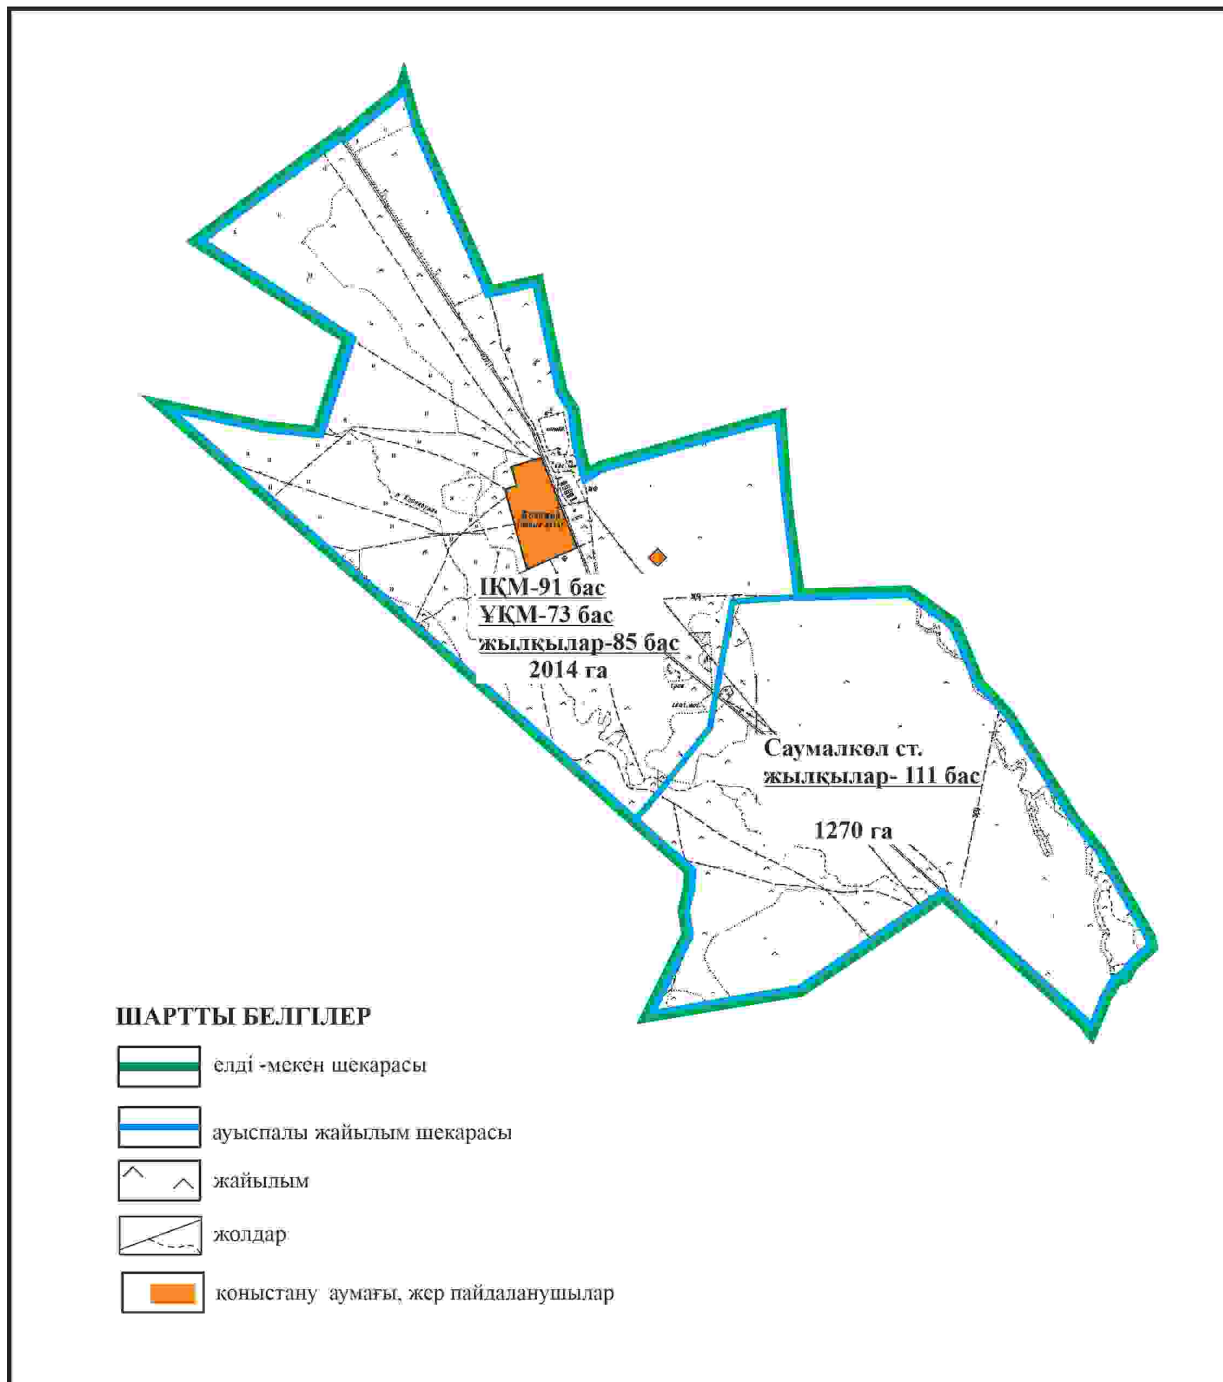 ІҚМ-91 бас
ҰҚМ-73 бас
жылқылар-85 бас
2014 га
Саумалкөл ст.
жылқылар- 111 бас
1270 га
ШАРТТЫ БЕЛГІЛЕР
елді -мекен шекарасы
ауыспалы жайылым шекарасы
жайылым
жолдар
қоныстану аумағы, жер пайдаланушылар